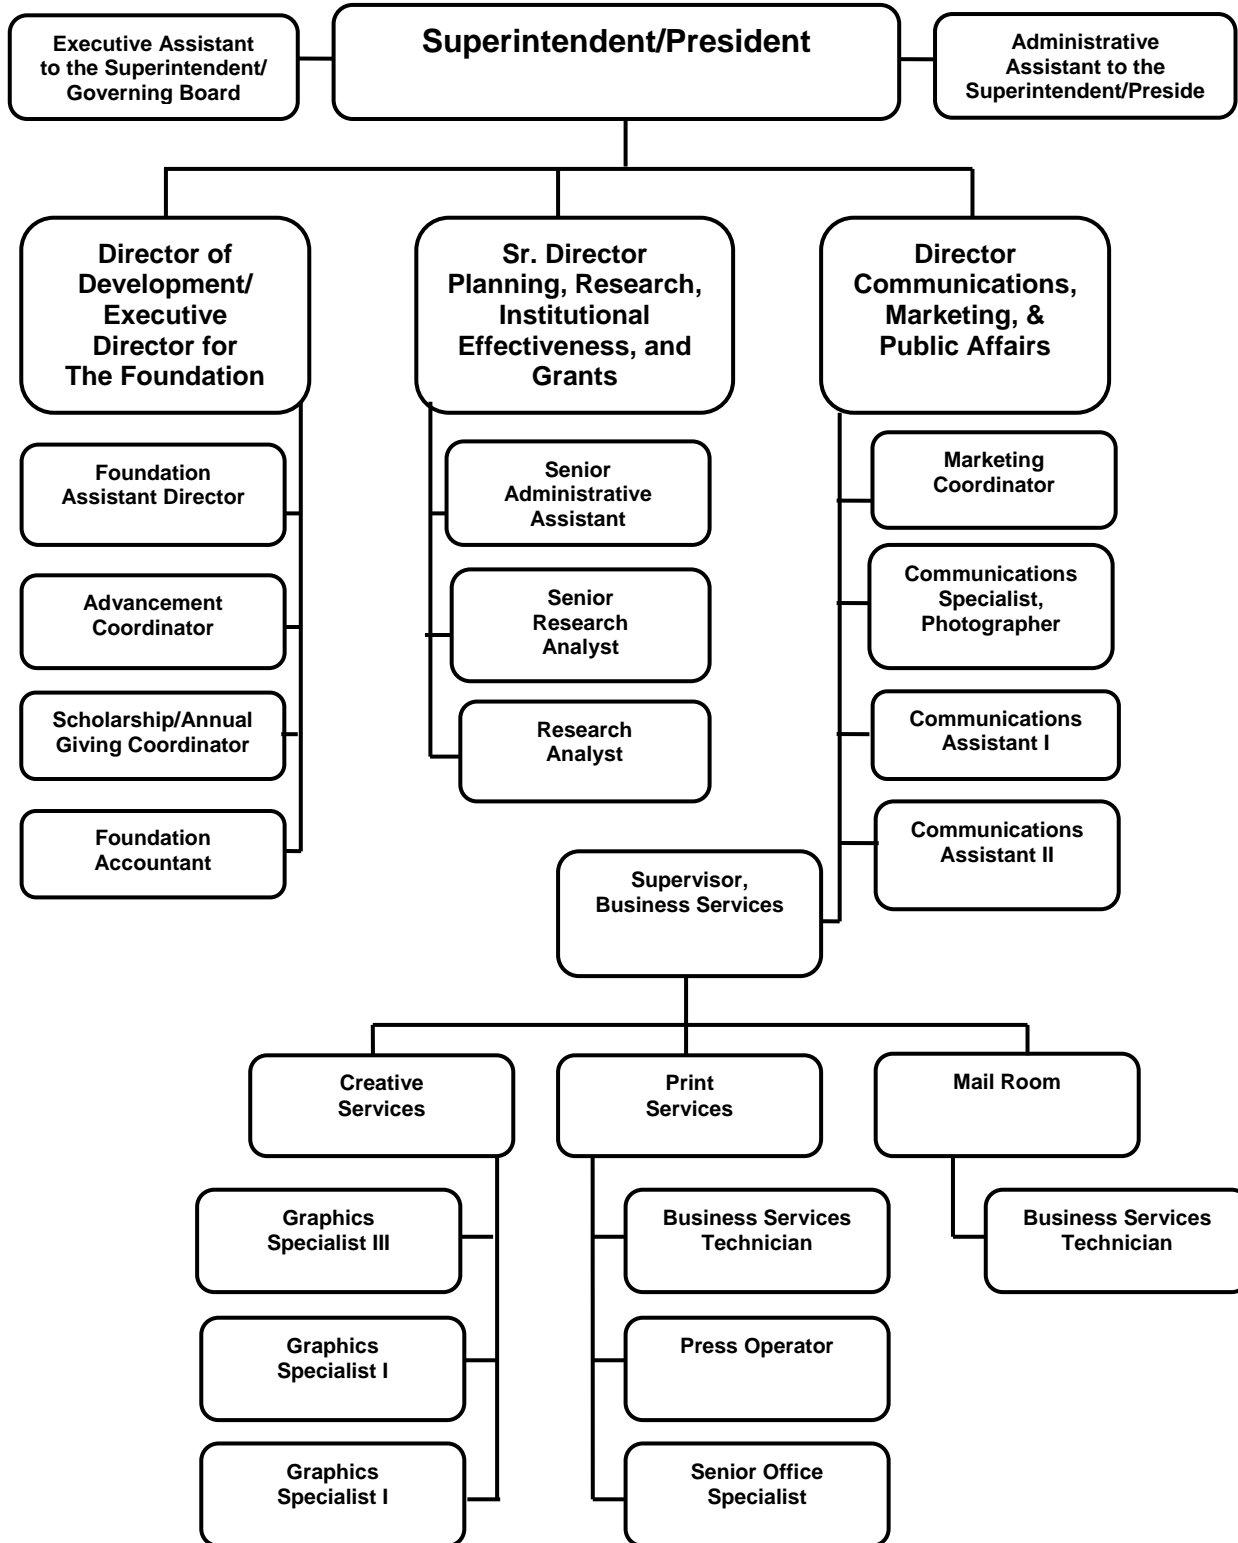 Executive Assistant
to the Superintendent/
Governing Board
Superintendent/President
Administrative
Assistant to the
Superintendent/Preside
Director of
Development/
Executive
Director for
The Foundation
Sr. Director
Planning, Research,
Institutional
Effectiveness, and
Grants
Director
Communications,
Marketing, &
Public Affairs
Foundation
Assistant Director
Advancement
Coordinator
Scholarship/Annual
Giving Coordinator
Foundation
Accountant
Senior
Administrative
Assistant
Senior
Research
Analyst
Research
Analyst
Marketing
Coordinator
Communications
Specialist,
Photographer
Communications
Assistant I
Communications
Assistant II
Supervisor,
Business Services
Creative
Services
Print
Services
Mail Room
Graphics
Specialist III
Graphics
Specialist I
Graphics
Specialist I
Business Services
Technician
Press Operator
Senior Office
Specialist
Business Services
Technician